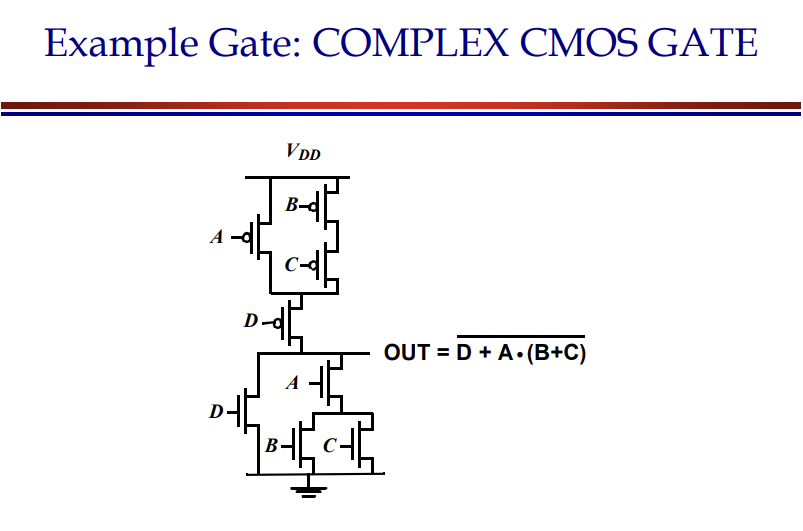 Example Gate: COMPLEX CMOS GATE
VDD
B
A
C
D
OUT = D + A•(B+C)
A
D
B
C